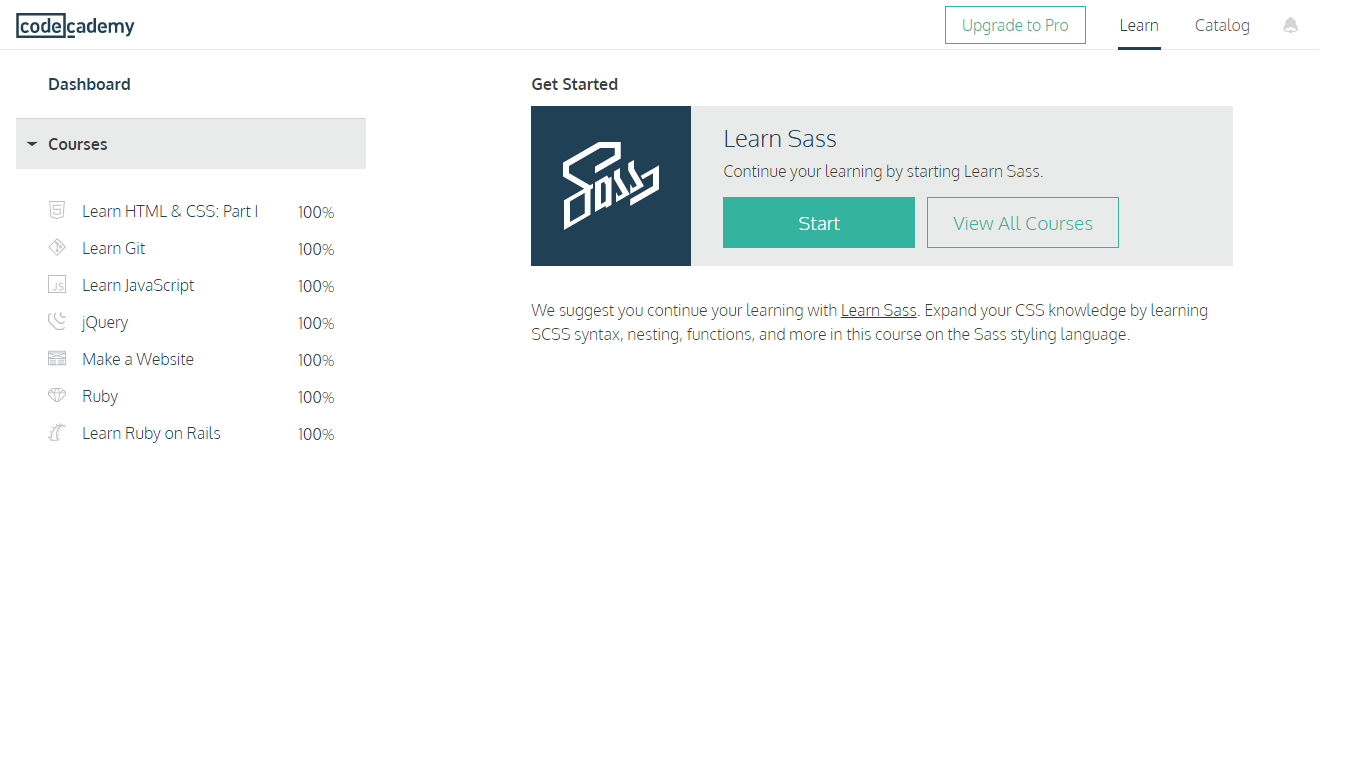 codecademy
Upgrade to Pro
Learn
Catalog
Dashboard
Courses
Learn HTML & CSS: Part I 100%
Learn Git 100%
JS Learn JavaScript 100%
jQuery 100%
Make a Website 100%
Ruby 100%
Learn Ruby on Rails 100%
Get Started
Sass
Learn Sass
Continue your learning by starting Learn Sass.
Start
View All Courses
We suggest you continue your learning with Learn Sass. Expand your CSS knowledge by learning
SCSS syntax, nesting, functions, and more in this course on the Sass styling language.